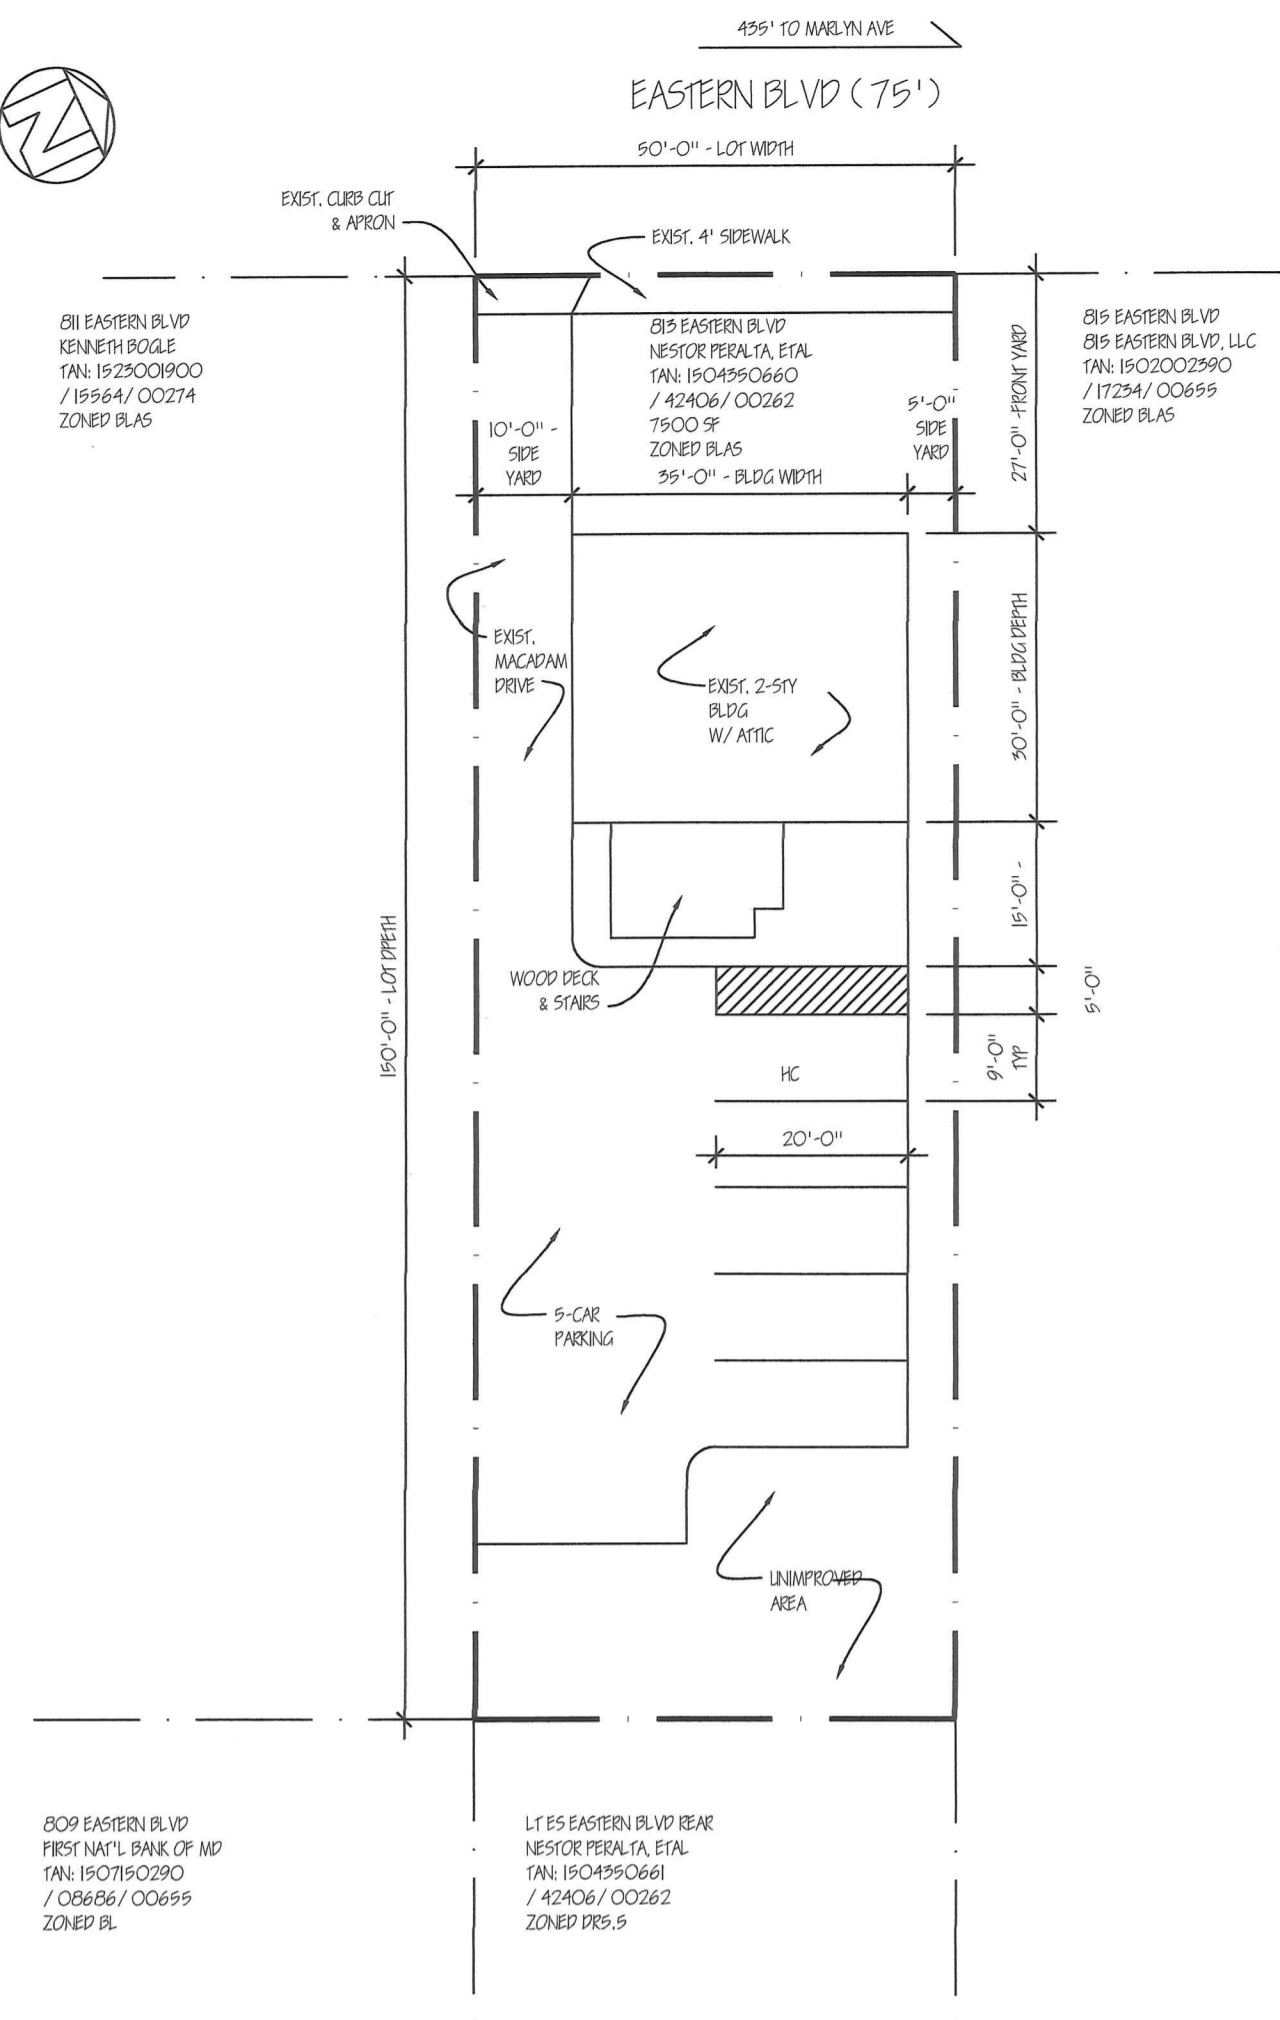 435' TO MARLYN AVE
EASTERN BLVD (75')
N
50'-0" - LOT WIDTH
EXIST. CURB CUT
& APRON
EXIST. 4' SIDEWALK
811 EASTERN BLVD
KENNETH BOGLE
TAN: 1523001900
/ 15564/ 00274
ZONED BLAS
813 EASTERN BLVD
NESTOR PERALTA, ETAL
TAN: 1504350660
/ 42406/ 00262
7500 SF
ZONED BLAS
815 EASTERN BLVD
815 EASTERN BLVD, LLC
TAN: 1502002390
/ 17234/ 00655
ZONED BLAS
10'-0" -
SIDE
YARD
35'-0" - BLDG WIDTH
5'-0"
SIDE
YARD
27'-0" - FRONT YARD
EXIST.
MACADAM
DRIVE
EXIST. 2-STY
BLDG
W/ ATTIC
30'-0" - BLDG DEPTH
15'-0" -
150'-0" - LOT DPETH
WOOD DECK
& STAIRS
5'-0"
9'-0"
TYP
HC
20'-0"
5-CAR
PARKING
UNIMPROVED
AREA
809 EASTERN BLVD
FIRST NAT'L BANK OF MD
TAN: 1507150290
/ 08686/ 00655
ZONED BL
LT ES EASTERN BLVD REAR
NESTOR PERALTA, ETAL
TAN: 1504350661
/ 42406/ 00262
ZONED DR5.5